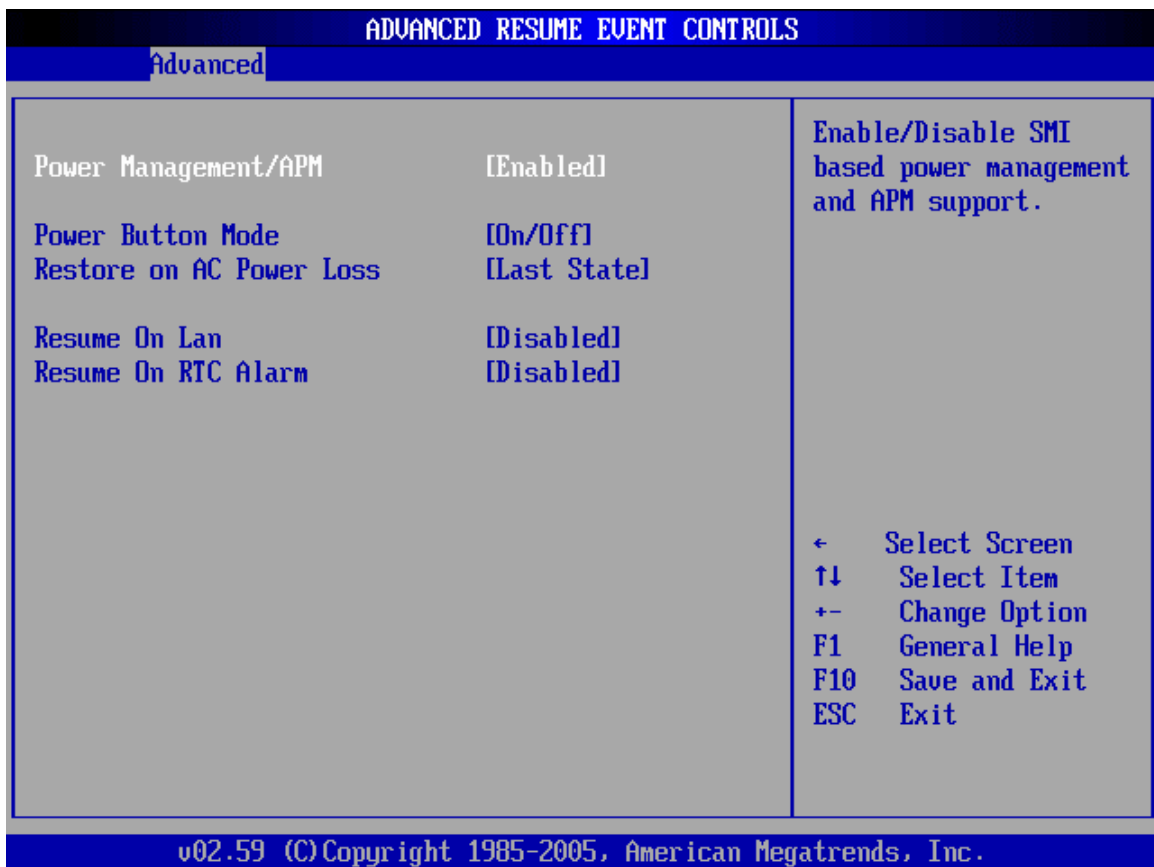 ADVANCED RESUME EVENT CONTROLS
Advanced
Power Management/APM [Enabled]
Power Button Mode [On/Off]
Restore on AC Power Loss [Last State]
Resume On Lan [Disabled]
Resume On RTC Alarm [Disabled]
Enable/Disable SMI
based power management
and APM support.
← Select Screen
↑↓ Select Item
+- Change Option
F1 General Help
F10 Save and Exit
ESC Exit
v02.59 (C)Copyright 1985-2005, American Megatrends, Inc.